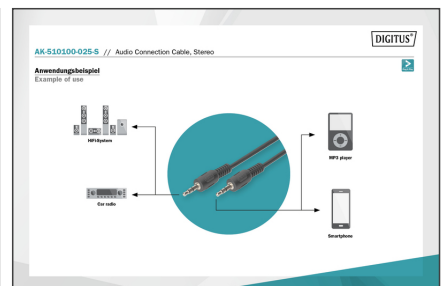 DIGITUS®
AK-510100-025-S // Audio Connection Cable, Stereo
Anwendungsbeispiel
Example of use
HiFi-System
MP3 player
Car radio
Smartphone